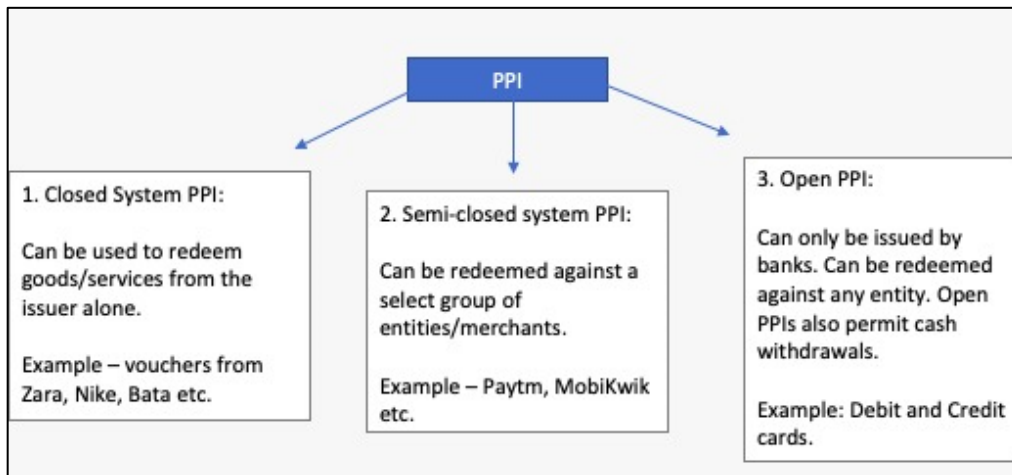 PPI
1. Closed System PPI:
Can be used to redeem
goods/services from the
issuer alone.
Example – vouchers from
Zara, Nike, Bata etc.
2. Semi-closed system PPI:
Can be redeemed against a
select group of
entities/merchants.
Example – Paytm, MobiKwik
etc.
3. Open PPI:
Can only be issued by
banks. Can be redeemed
against any entity. Open
PPIs also permit cash
withdrawals.
Example: Debit and Credit
cards.